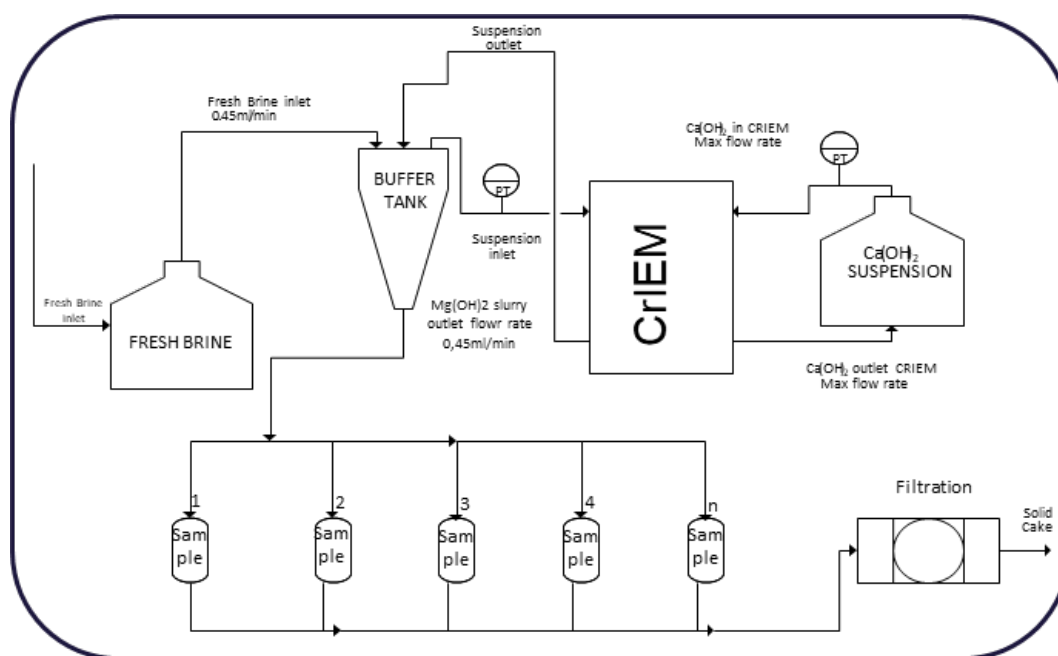 Suspension
outlet
Fresh Brine inlet
0.45ml/min
Ca(OH)₂ in CRIEM
Max flow rate
PT
BUFFER
TANK
PT
Suspension
inlet
CrIEM
Ca(OH)₂
SUSPENSION
Fresh Brine
inlet
FRESH BRINE
Mg(OH)2 slurry
outlet flowr rate
0,45ml/min
Ca(OH)₂ outlet CRIEM
Max flow rate
1
2
3
4
n
Sam
ple
Sam
ple
Sam
ple
Sam
ple
Sam
ple
Filtration
Solid
Cake